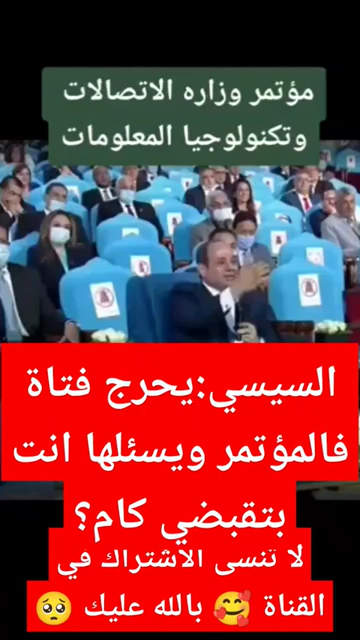 مؤتمر وزاره الاتصالات
وتكنولوجيا المعلومات
السيسي:يحرج فتاة
فالمؤتمر ويسئلها انت
بتقبضي كام؟
لا تنسى الاشتراك في
القناة 🥰 بالله عليك 🥺